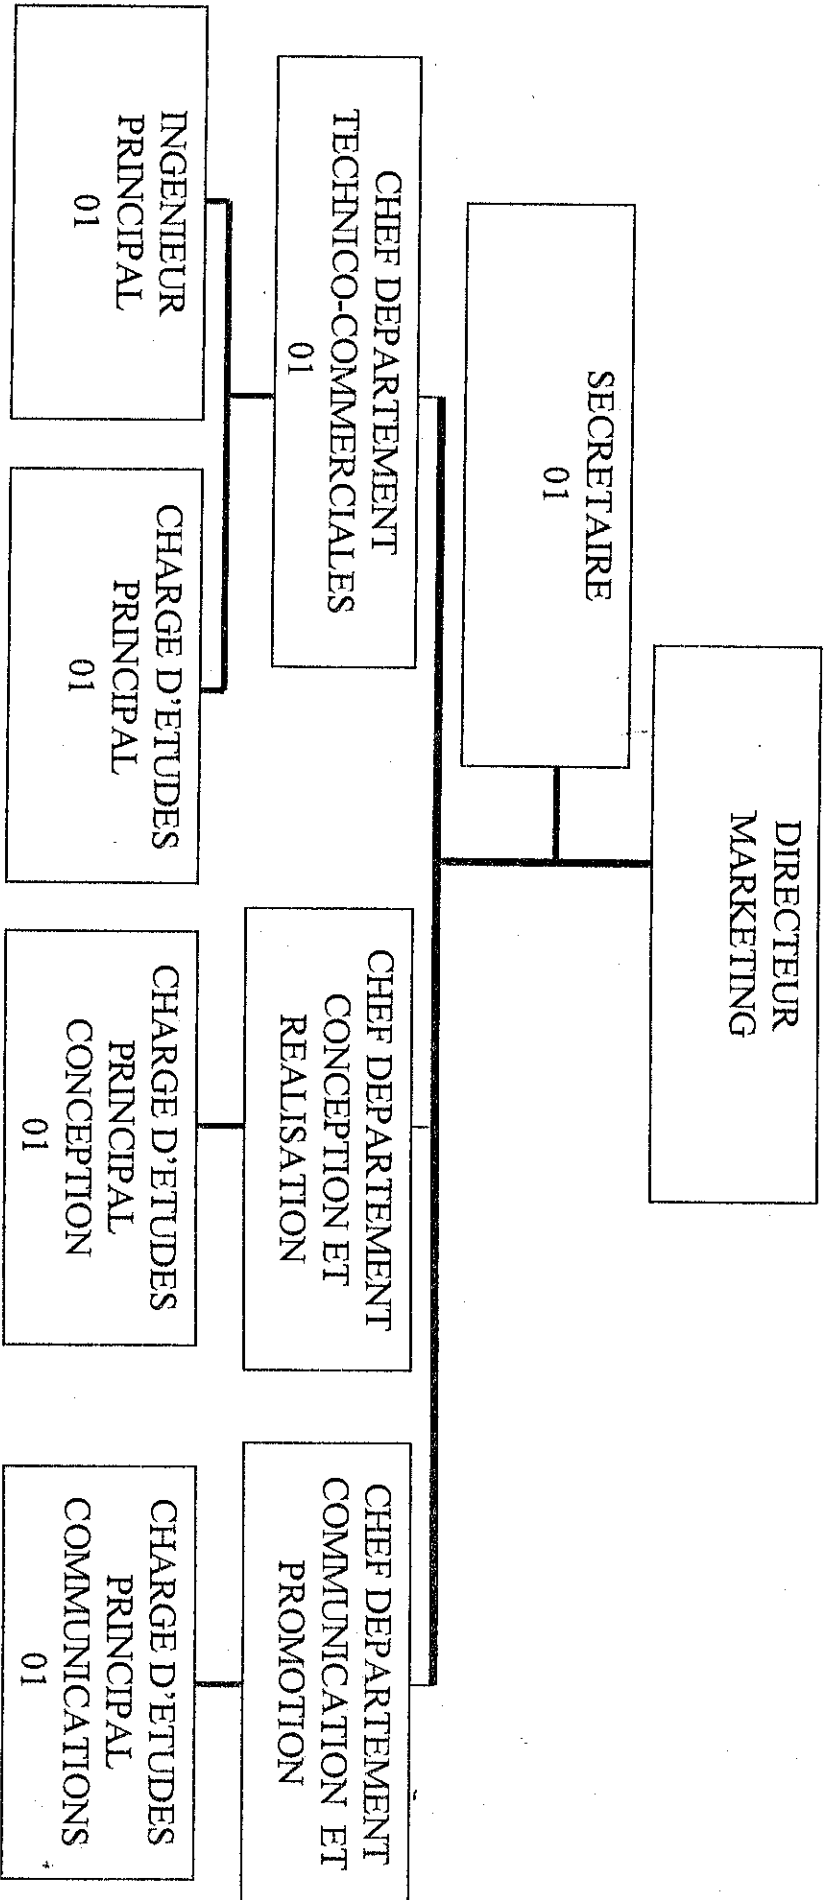 DIRECTEUR
MARKETING
SECRETAIRE
01
CHEF DEPARTEMENT
TECHNICO-COMMERCIALES
01
CHEF DEPARTEMENT
CONCEPTION ET
REALISATION
CHEF DEPARTEMENT
COMMUNICATION ET
PROMOTION
INGENIEUR
PRINCIPAL
01
CHARGE D'ETUDES
PRINCIPAL
01
CHARGE D'ETUDES
PRINCIPAL
CONCEPTION
01
CHARGE D'ETUDES
PRINCIPAL
COMMUNICATIONS
01